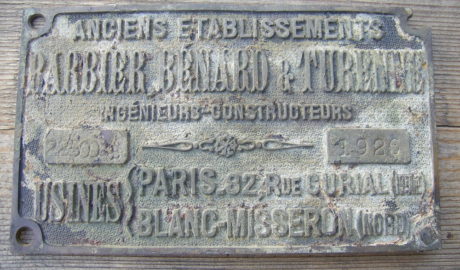 ANCIENS ETABLISSEMENTS
BARBIER, BÉNARD & TURENNE
INGÉNIEURS-CONSTRUCTEURS
1926
USINES
PARIS.82, RUE CURIAL
BLANC-MISSERON (NORD)